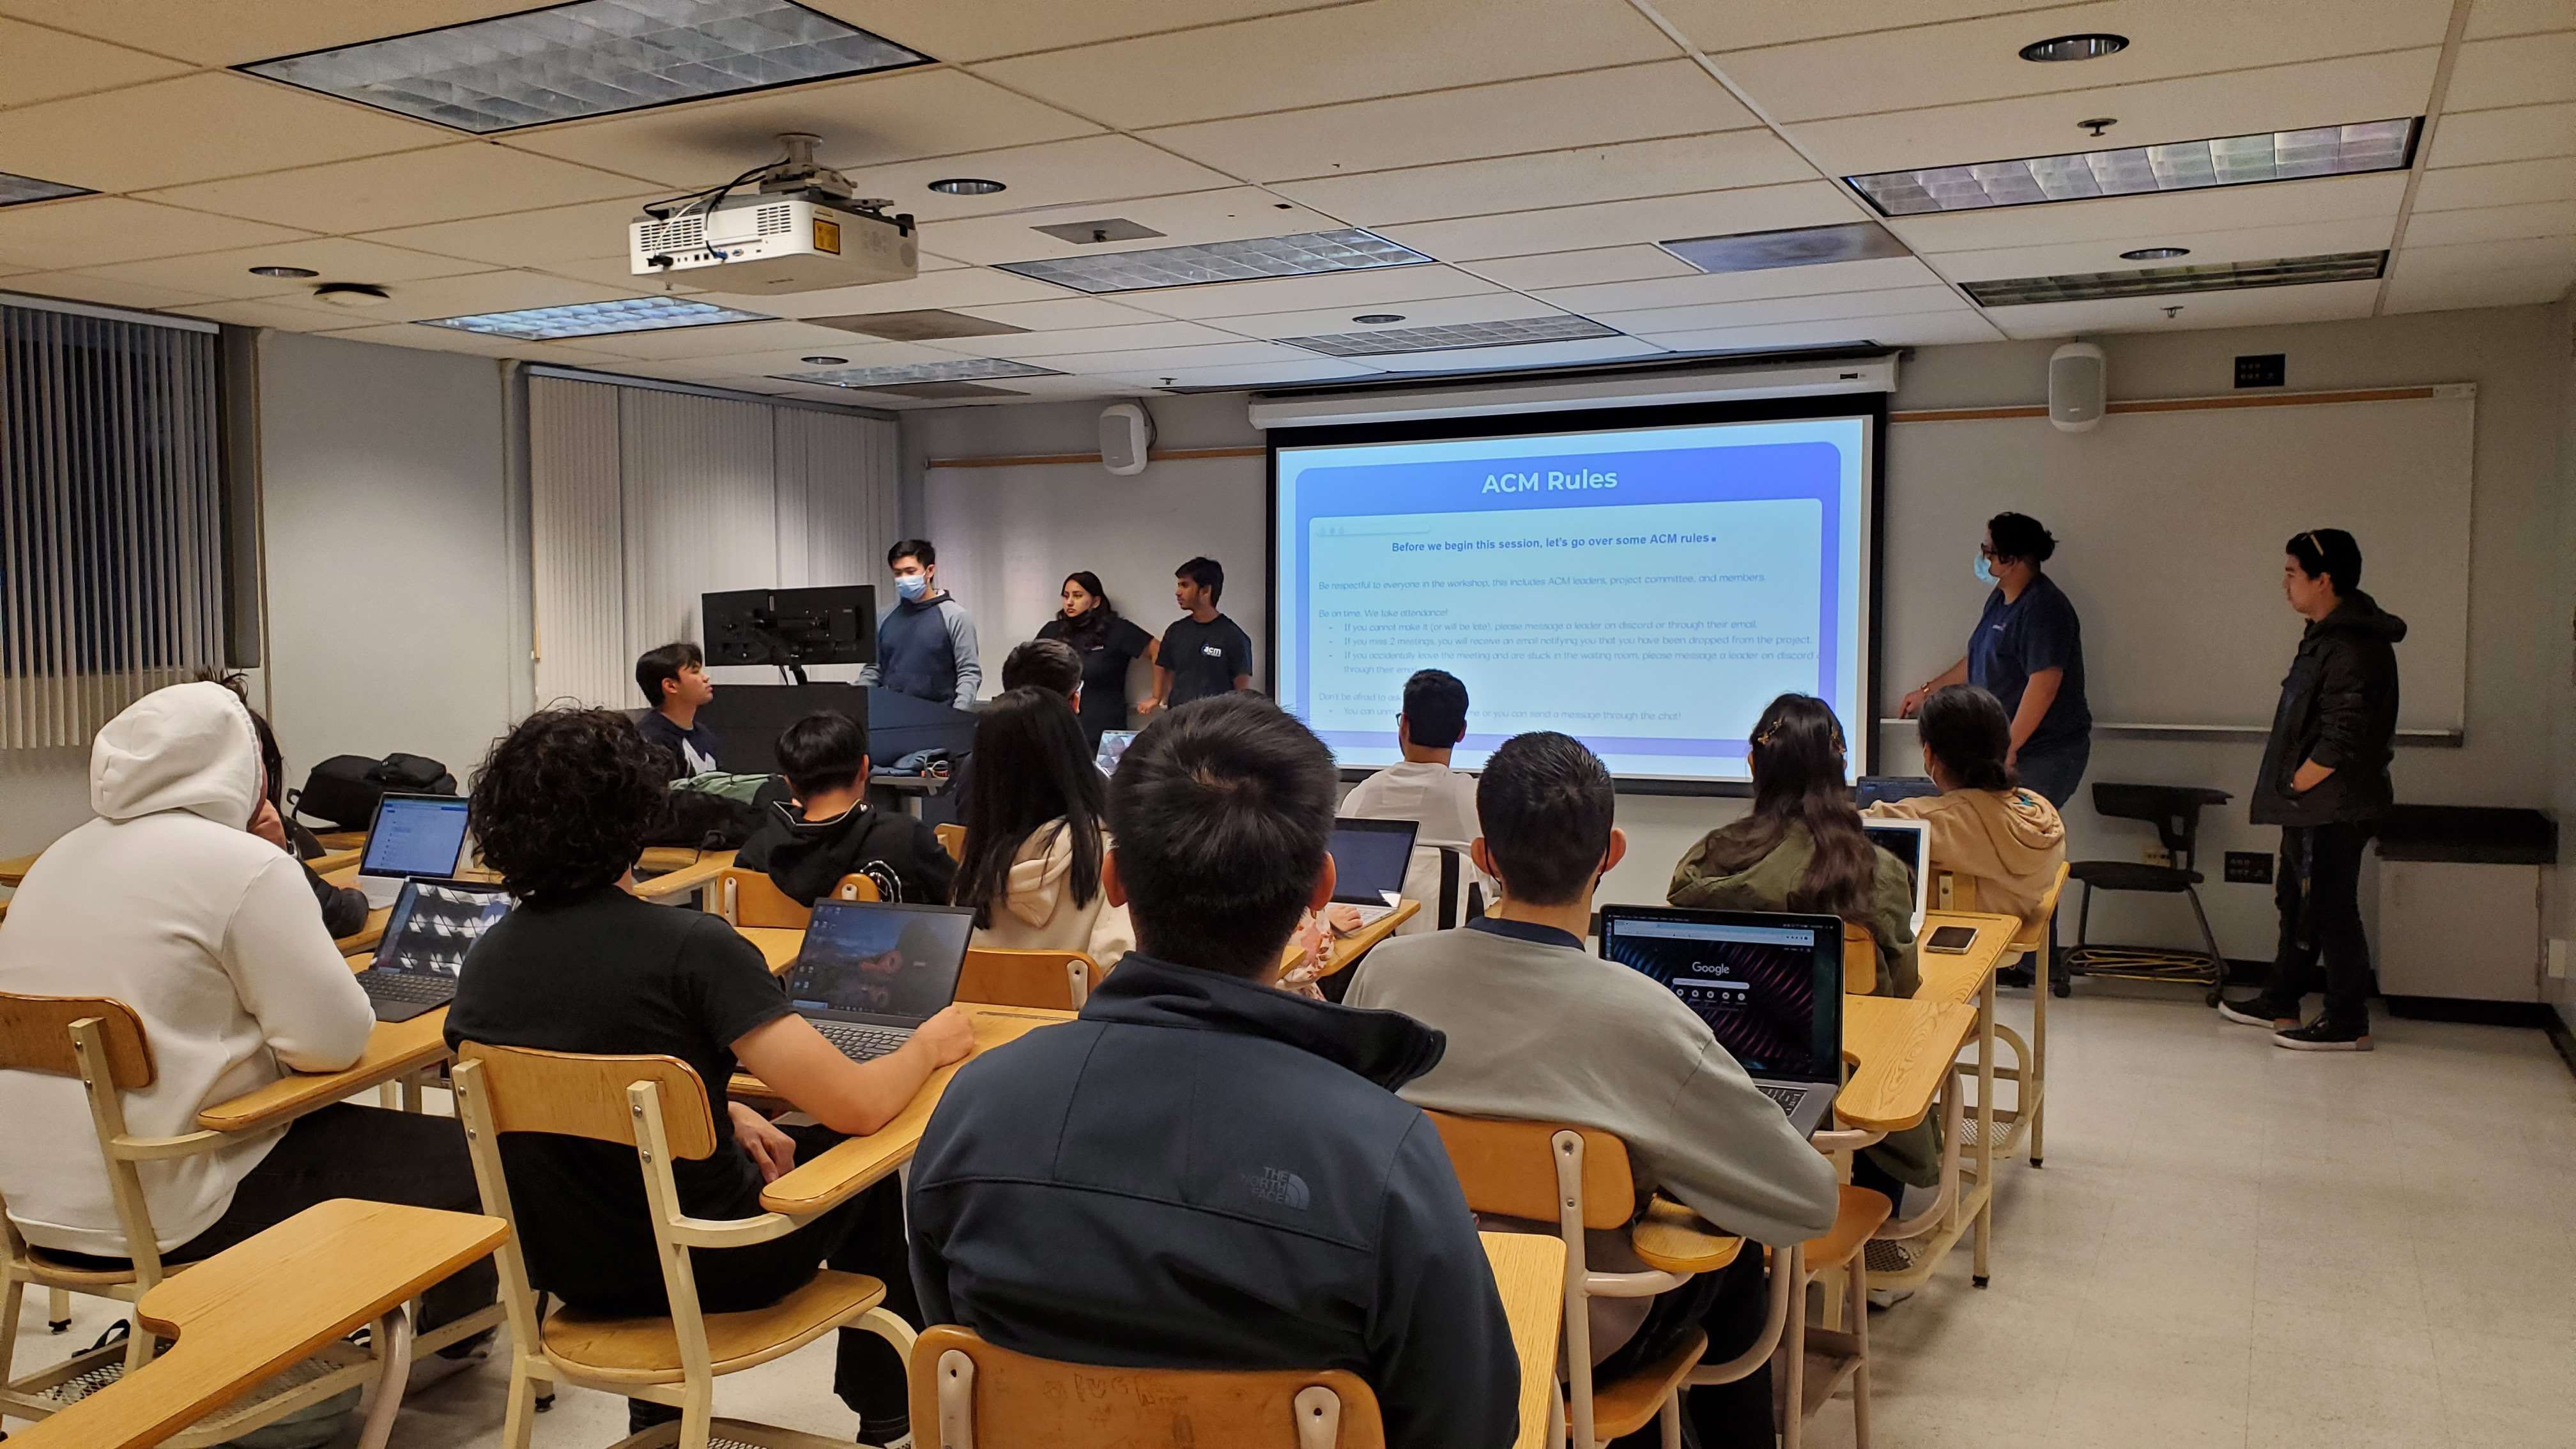 ACM Rules
Before we begin this session, let's go over some ACM rules.
Be respectful to everyone in the workshop, this includes ACM leaders, project committee, and members.
Be on time. We take attendance!
- If you cannot make it (or will be late), please message a leader on discord or through their email.
- If you miss 2 meetings, you will receive an email notifying you that you have been dropped from the project.
- If you accidentally leave the meeting and are stuck in the waiting room, please message a leader on discord
through their
Don't be afraid to
- You can or you can send a message through the chat!
acm
Google
THE
NORTH
FACE